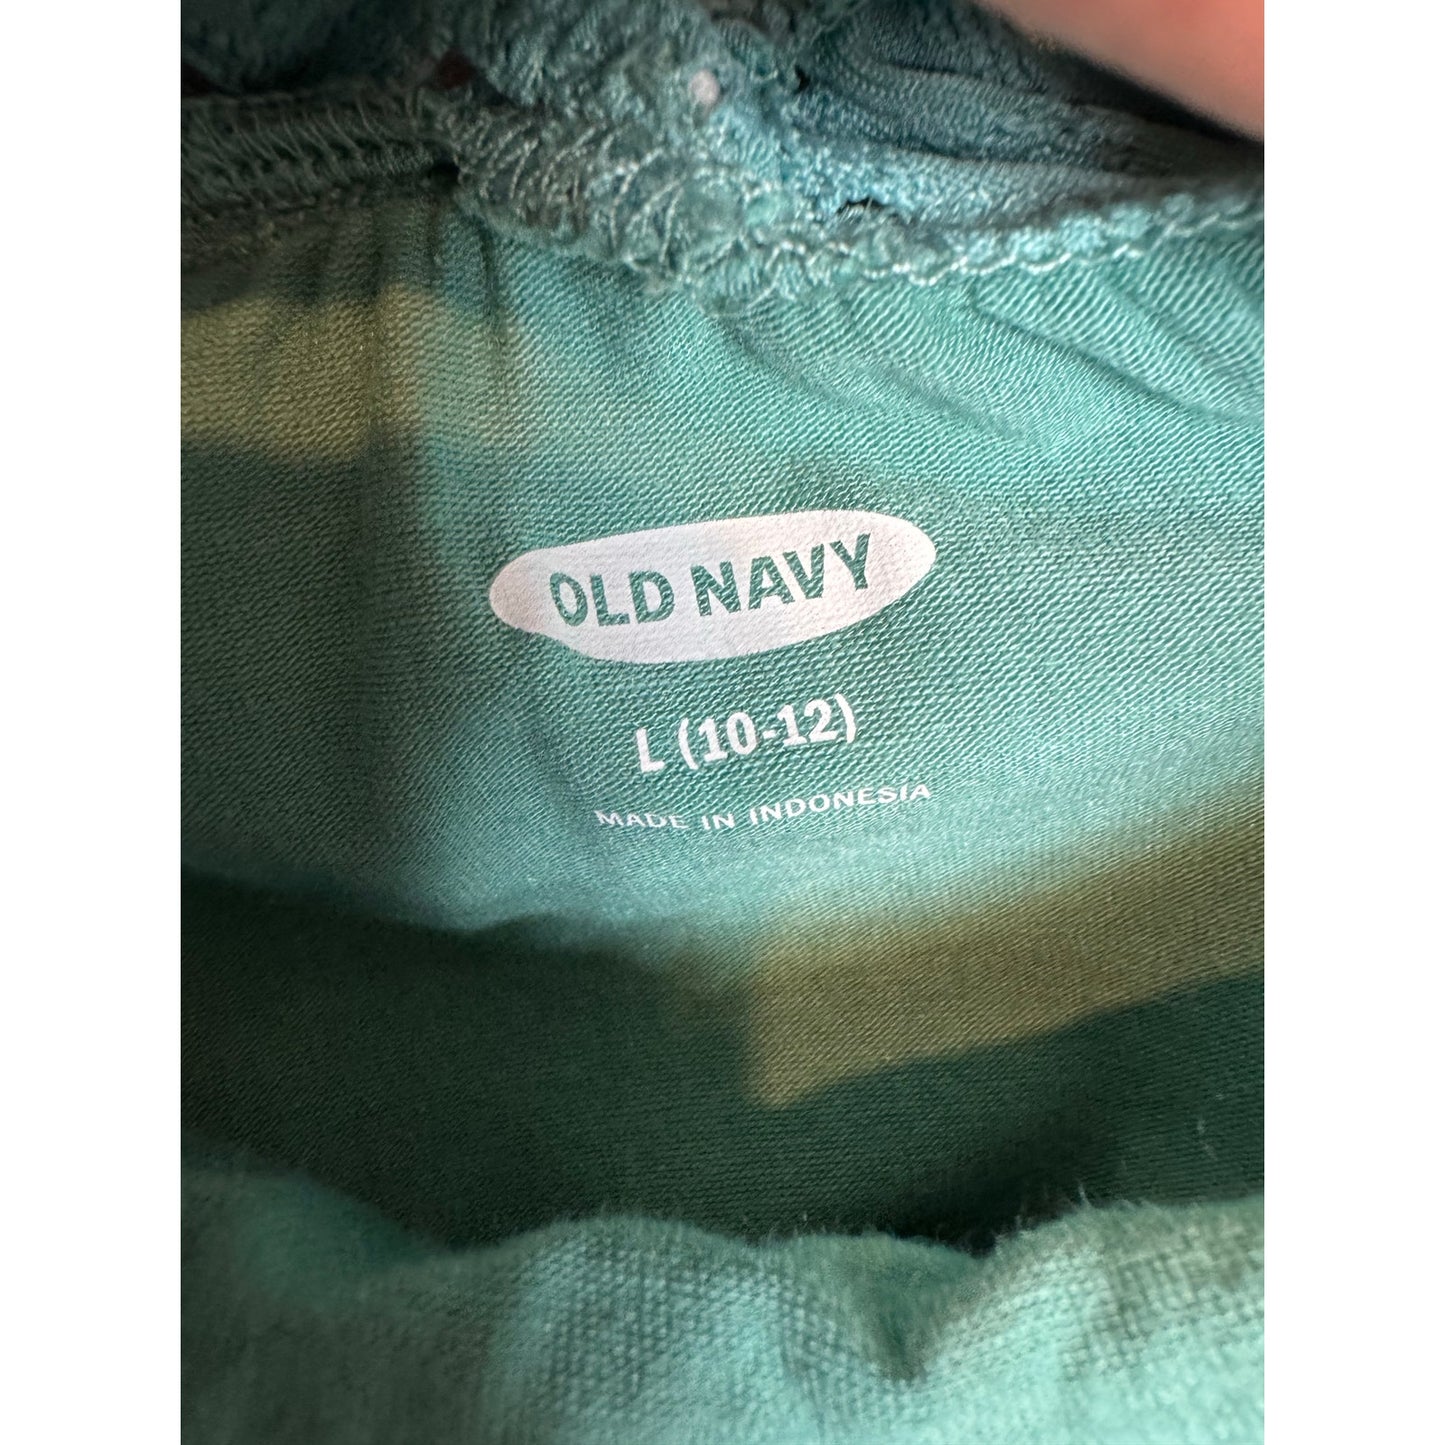 OLD NAVY
L (10-12)
MADE IN INDONESIA